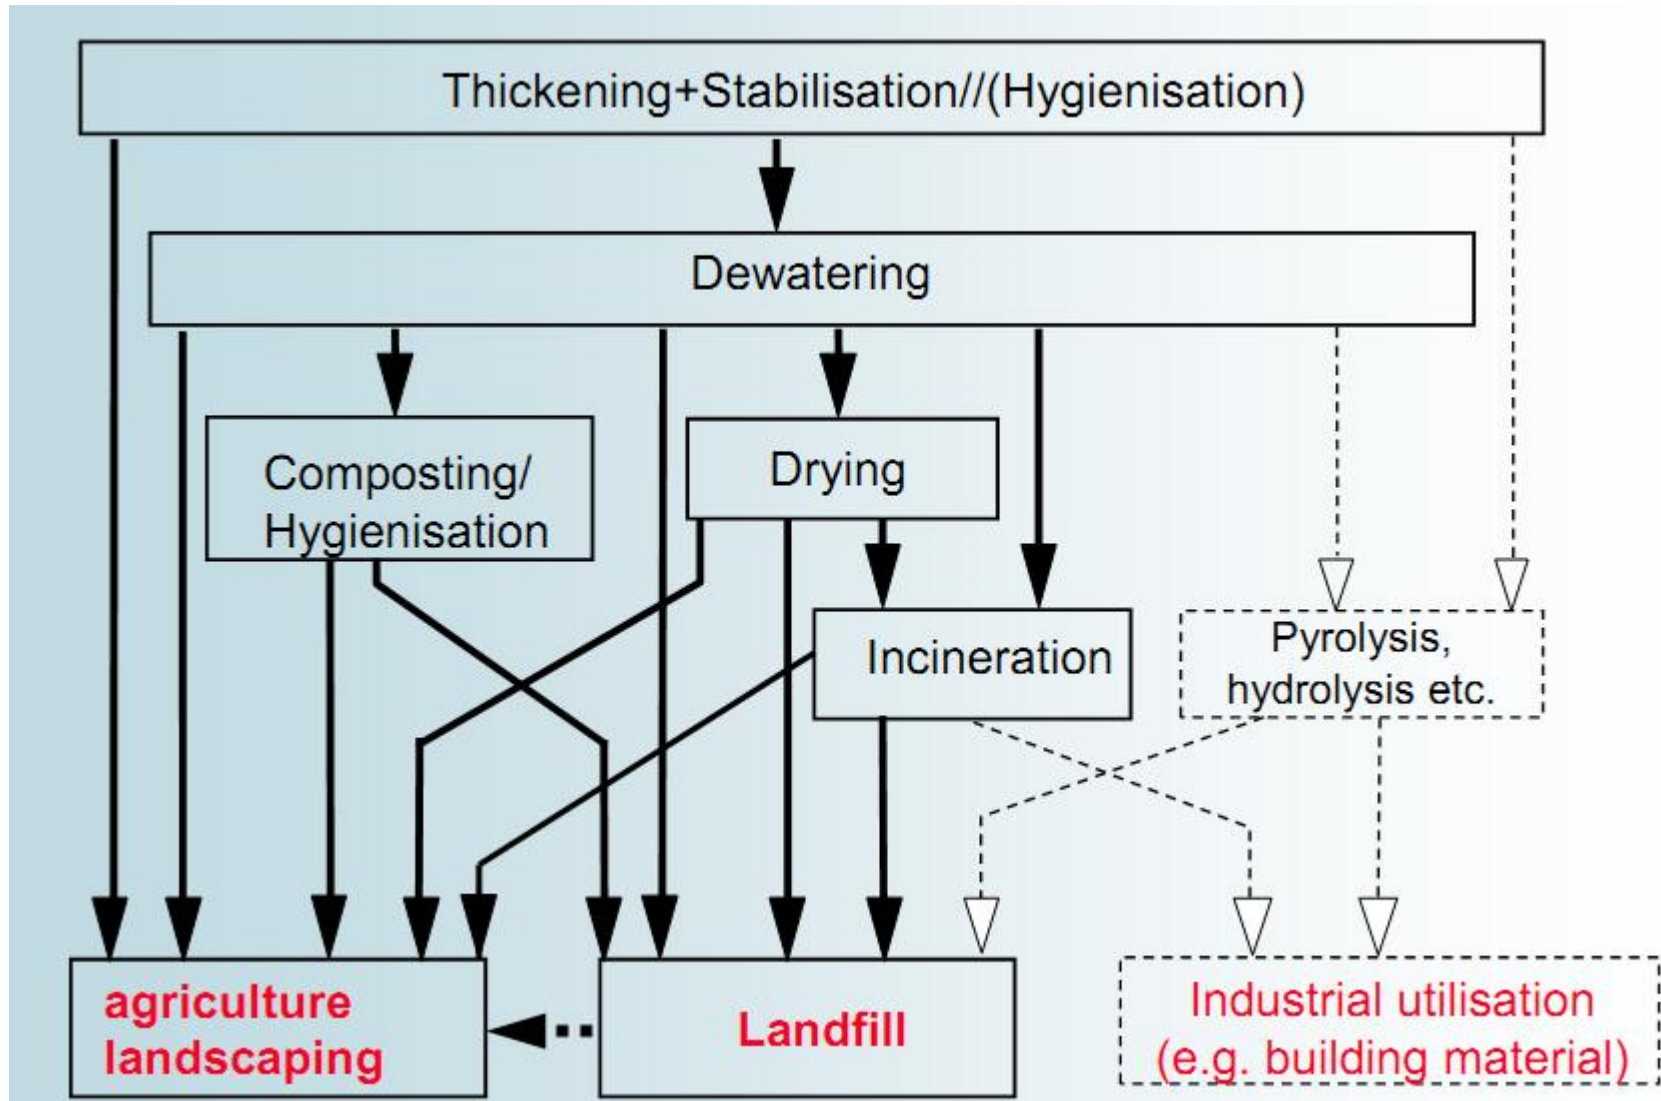 Thickening+Stabilisation//(Hygienisation)
Dewatering
Composting/
Hygienisation
Drying
Incineration
Pyrolysis,
hydrolysis etc.
agriculture
landscaping
Landfill
Industrial utilisation
(e.g. building material)